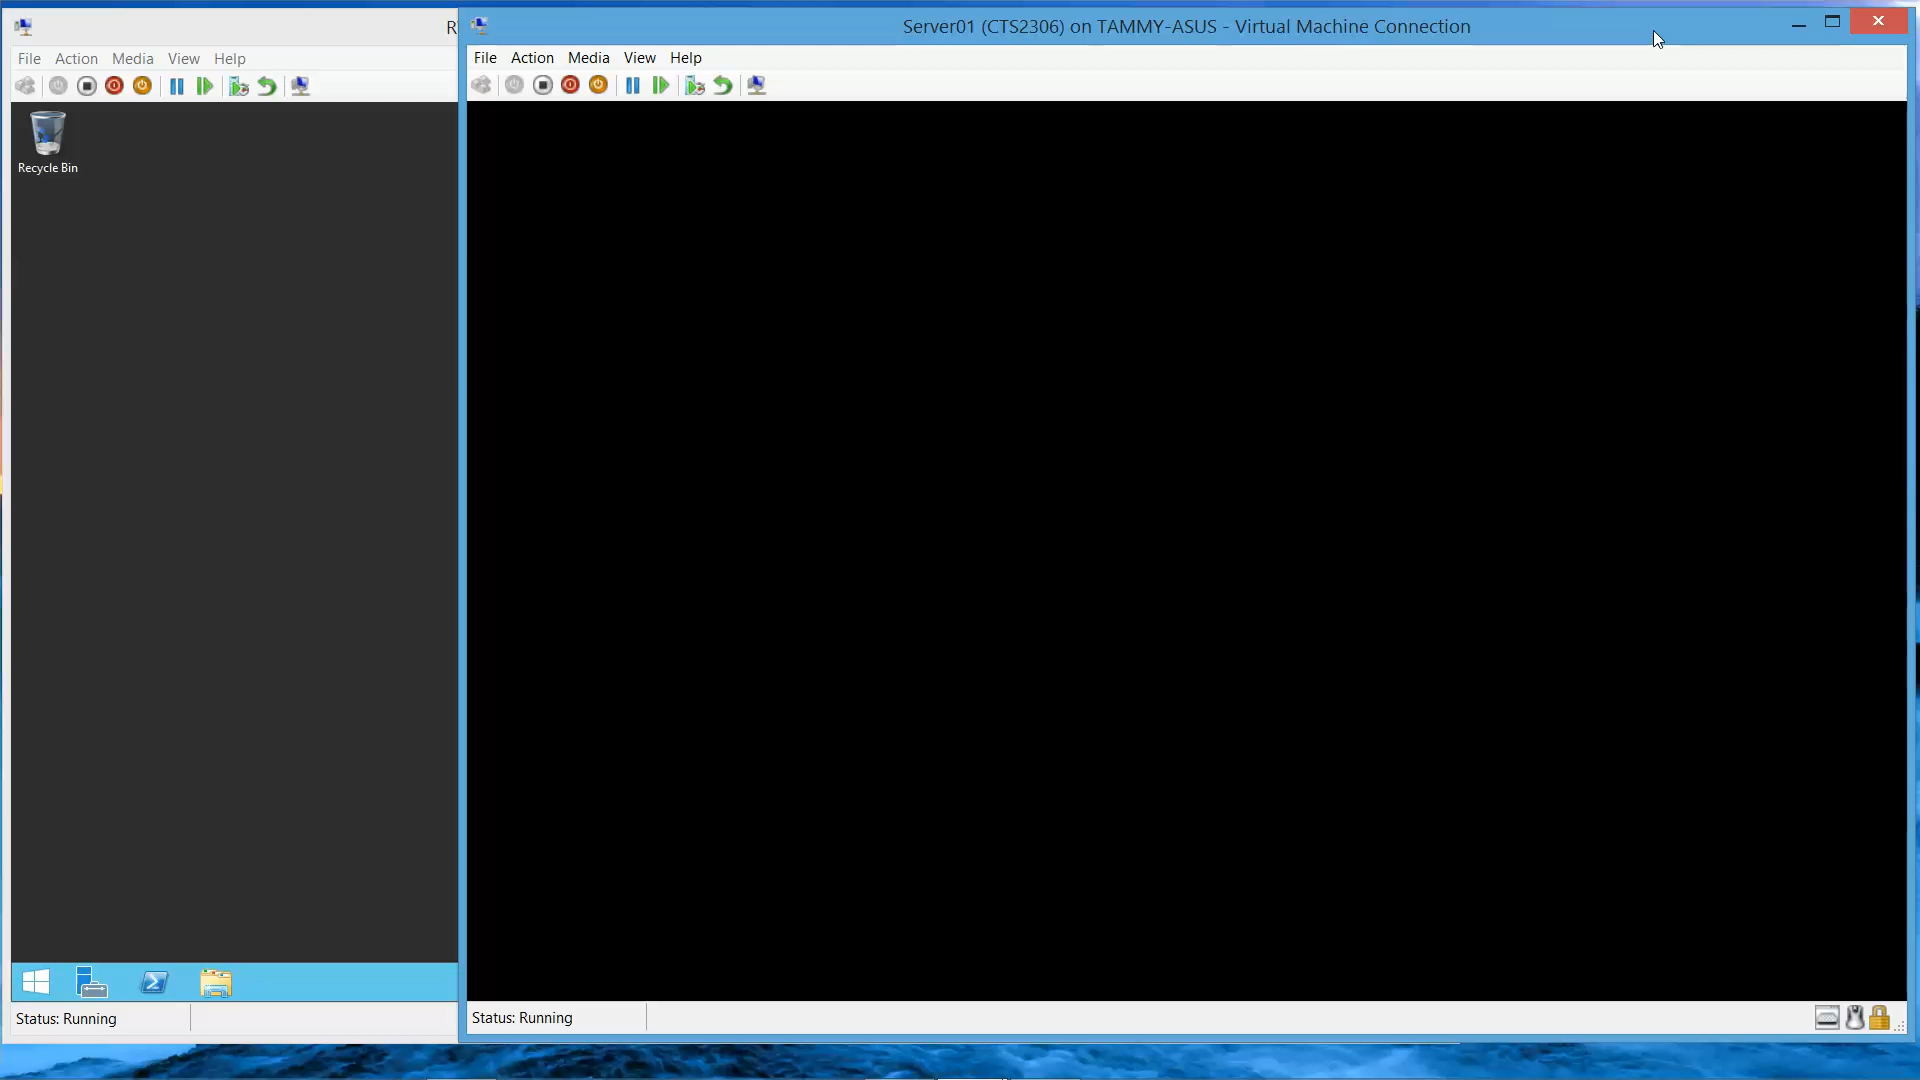 R
File Action Media View Help
Recycle Bin
Status: Running
Server01 (CTS2306) on TAMMY-ASUS - Virtual Machine Connection
File Action Media View Help
Status: Running